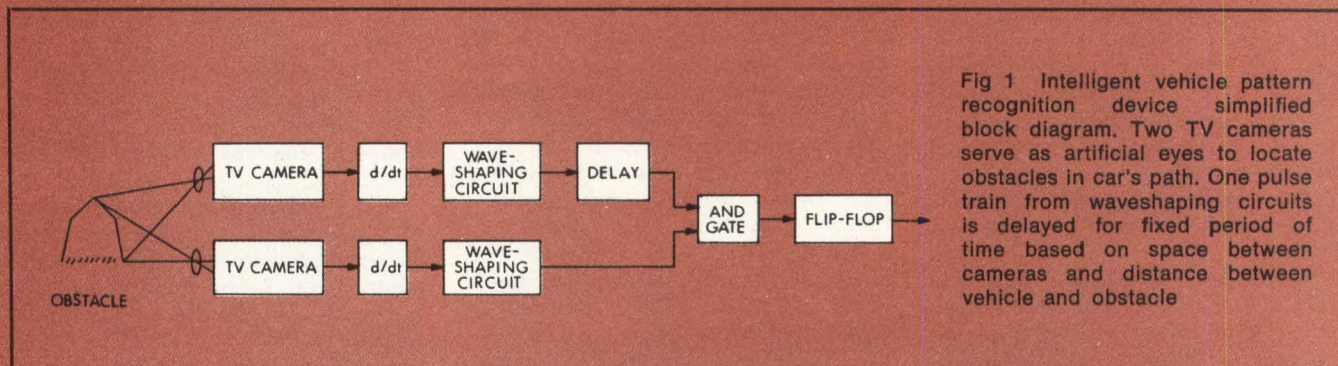 Fig 1 Intelligent vehicle pattern
recognition device simplified
block diagram. Two TV cameras
serve as artificial eyes to locate
obstacles in car's path. One pulse
train from waveshaping circuits
is delayed for fixed period of
time based on space between
cameras and distance between
vehicle and obstacle
TV CAMERA
d/dt
WAVE-
SHAPING
CIRCUIT
DELAY
AND
GATE
FLIP-FLOP
TV CAMERA
d/dt
WAVE-
SHAPING
CIRCUIT
OBSTACLE